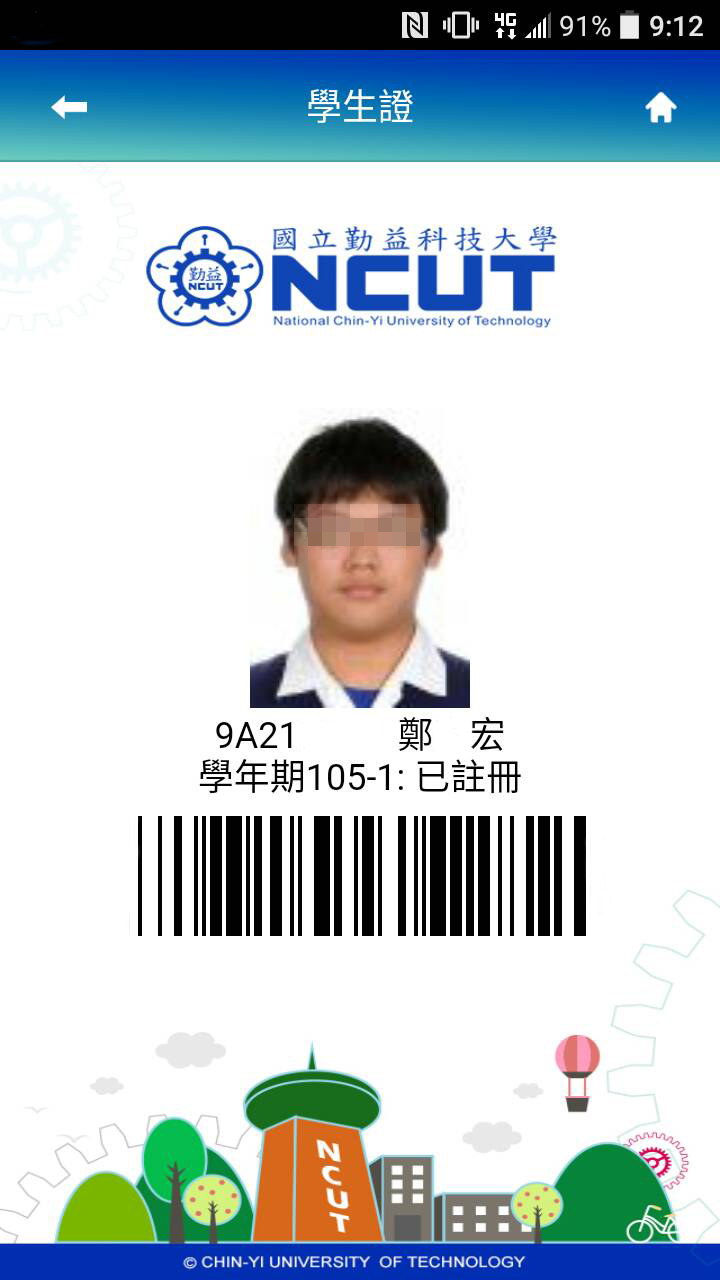 4G 91% 9:12
學生證
國立勤益科技大學
勤益
NCUT
NCUT
National Chin-Yi University of Technology
9A21 鄭 宏
學年期105-1: 已註冊
NCUT
© CHIN-YI UNIVERSITY OF TECHNOLOGY